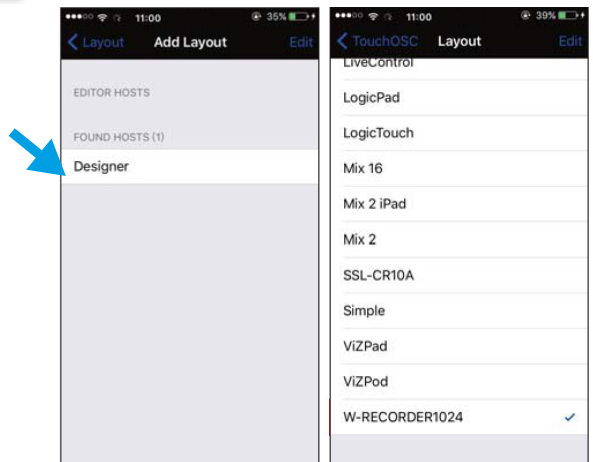 11:00
35%
Layout
Add Layout
Edit
EDITOR HOSTS
FOUND HOSTS (1)
Designer
11:00
39%
TouchOSC
Layout
Edit
LiveControl
LogicPad
LogicTouch
Mix 16
Mix 2 iPad
Mix 2
SSL-CR10A
Simple
ViZPad
ViZPod
W-RECORDER1024